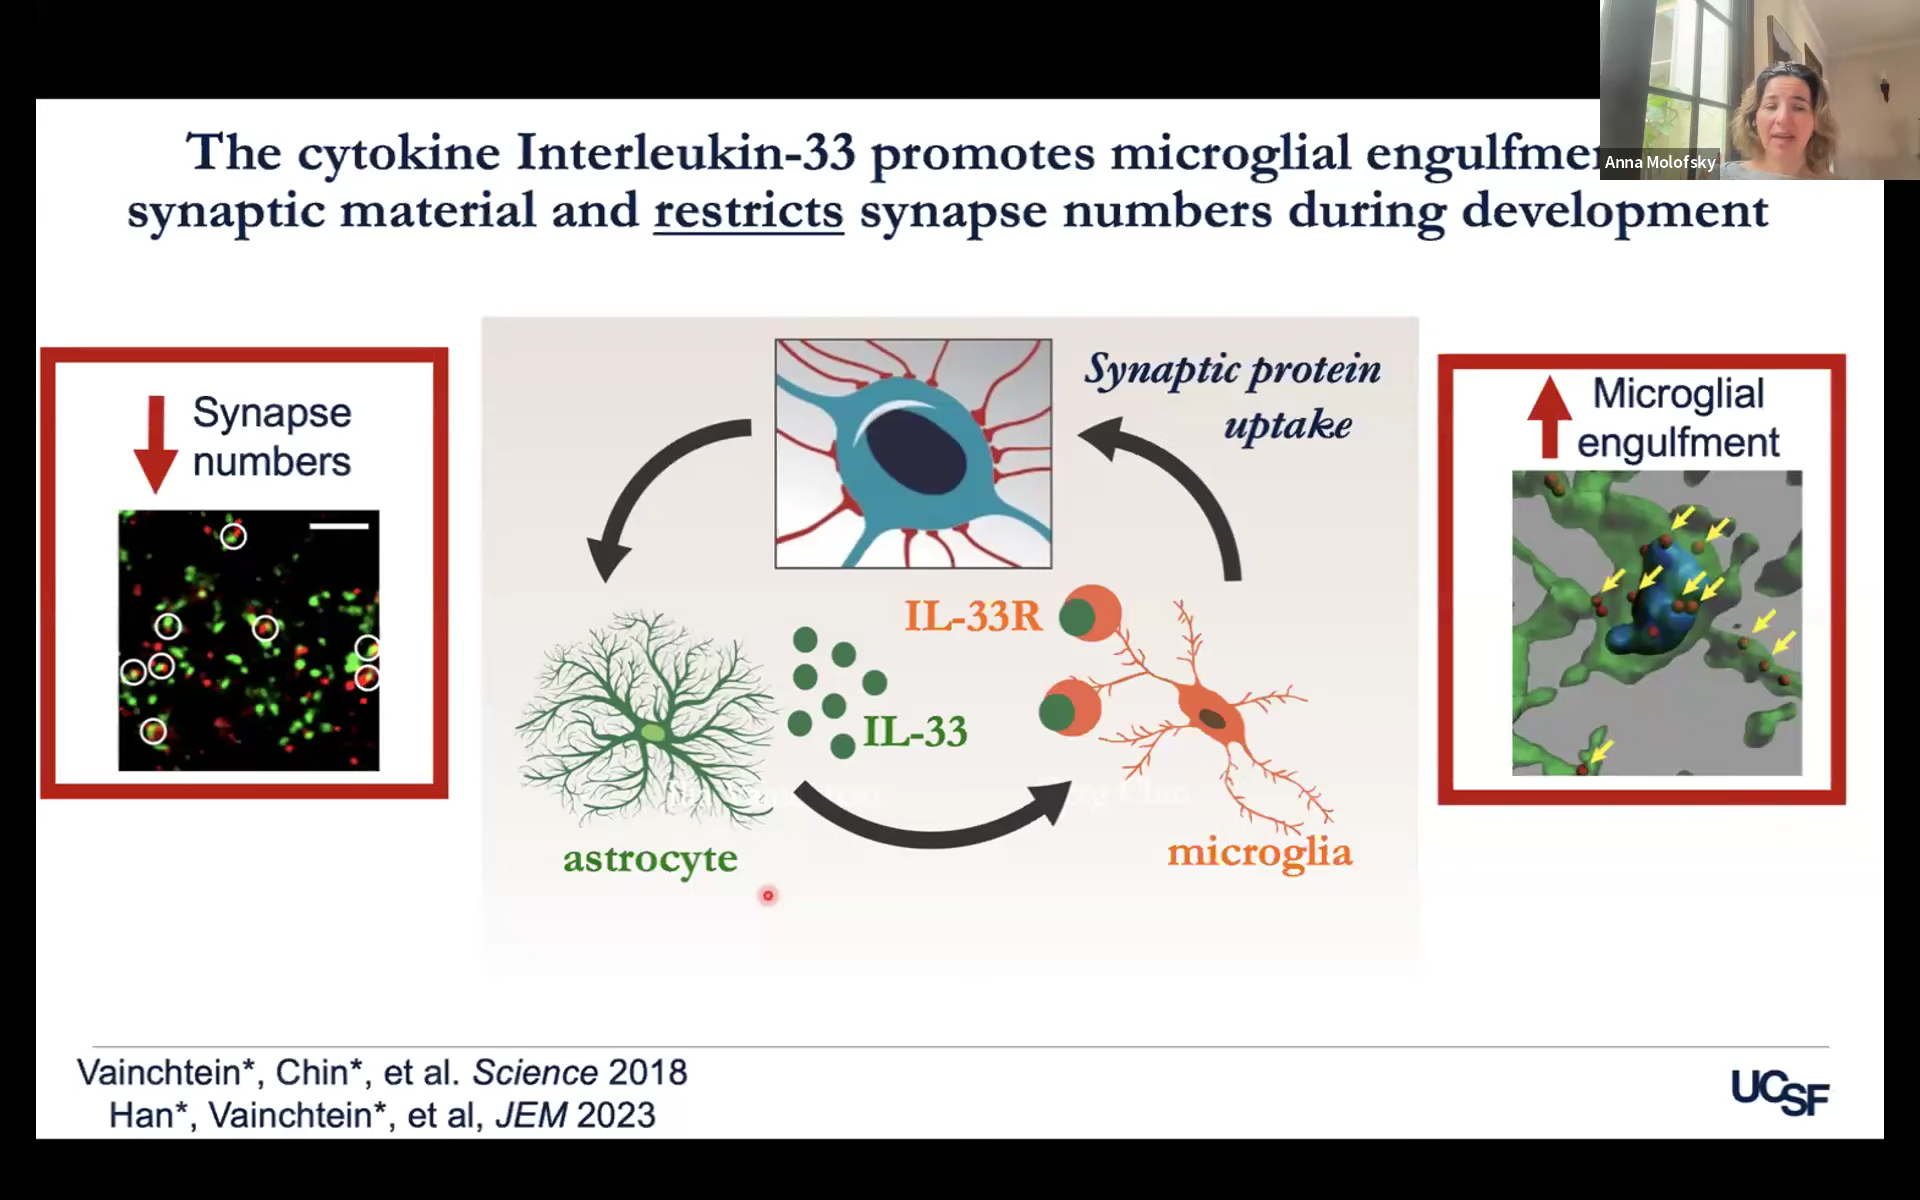 The cytokine Interleukin-33 promotes microglial
synaptic material and restricts synapse numbers during development
Anna Molofsky
Synapse
numbers
Synaptic protein
uptake
Microglial
engulfment
IL-33R
IL-33
astrocyte
microglia
Vainchtein*, Chin*, et al. Science 2018
Han*, Vainchtein*, et al, JEM 2023
UCSF